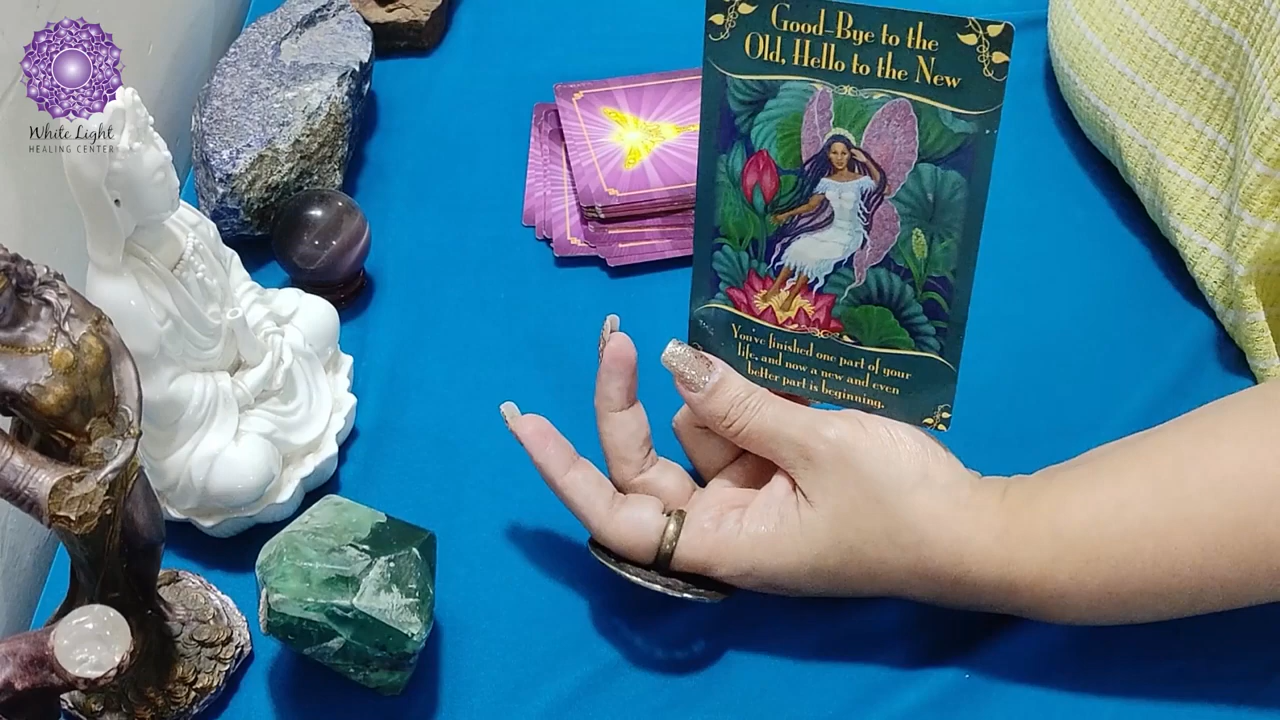 White Light
HEALING CENTER
Good-Bye to the
Old, Hello to the New
You've finished one part of your
life, and now a new and even
better part is beginning.